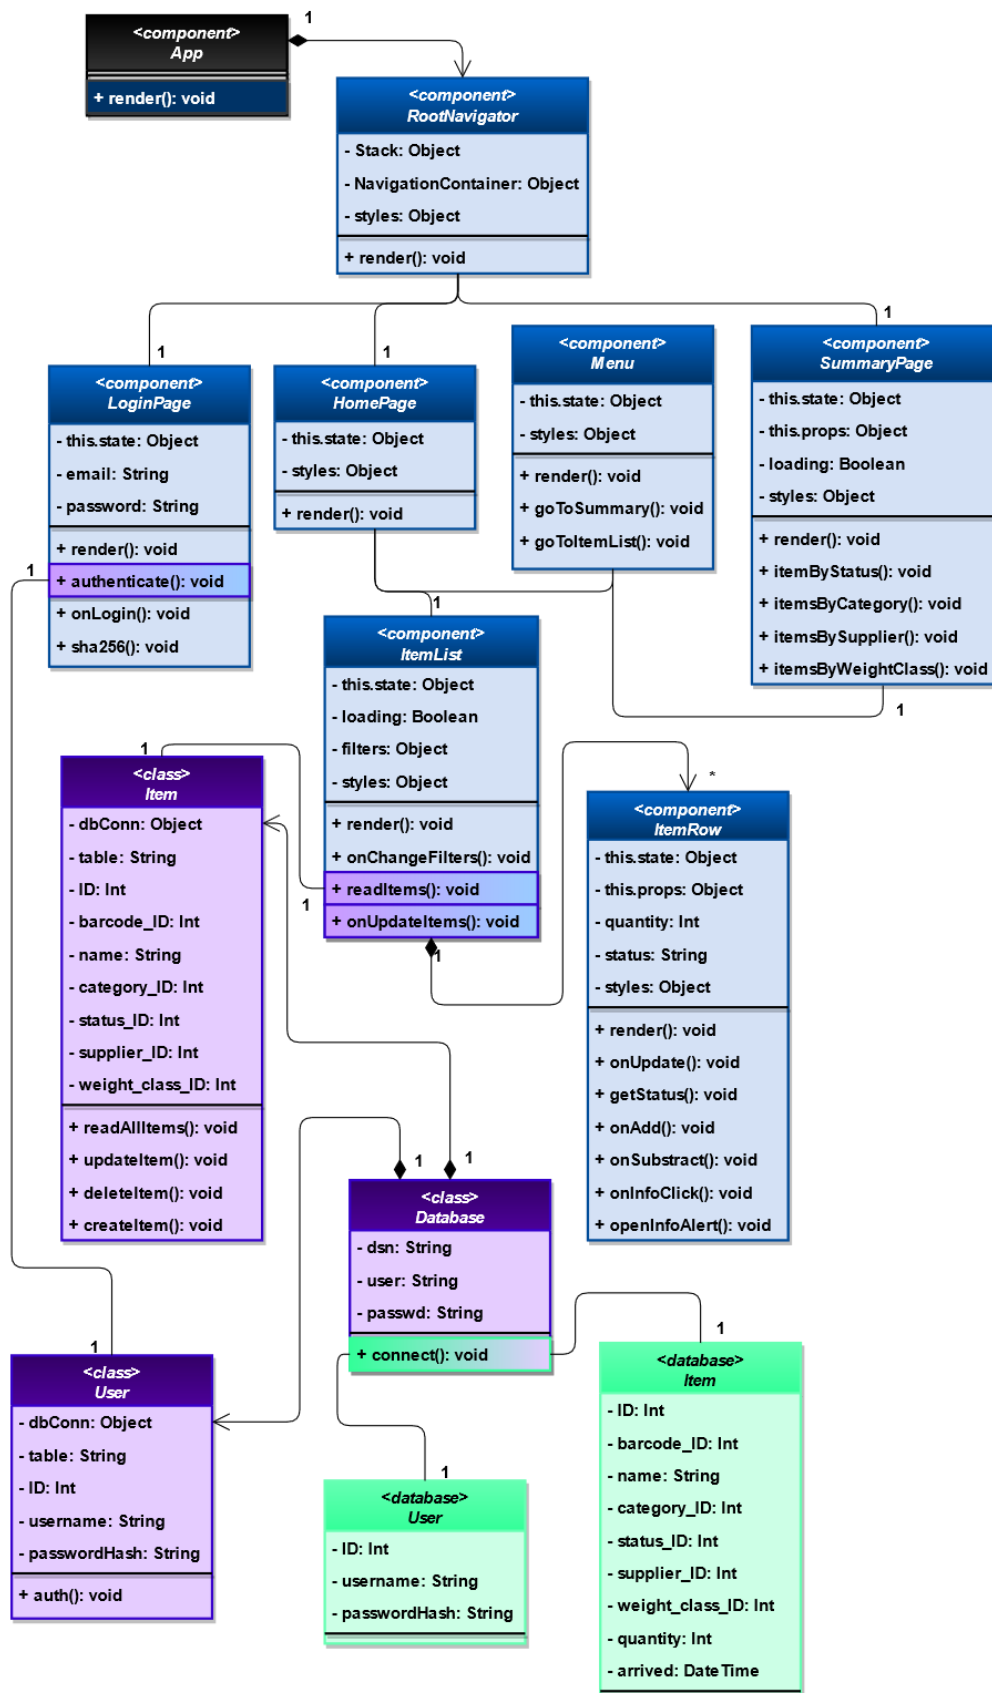 1
<component>
App
+ render(): void
<component>
RootNavigator
- Stack: Object
- NavigationContainer: Object
- styles: Object
+ render(): void
1
1
1
<component>
LoginPage
- this.state: Object
- email: String
- password: String
+ render(): void
+ authenticate(): void
+ onLogin(): void
+ sha256(): void
1
<component>
HomePage
- this.state: Object
- styles: Object
+ render(): void
<component>
Menu
- this.state: Object
- styles: Object
+ render(): void
+ goToSummary(): void
+ goToItemList(): void
<component>
SummaryPage
- this.state: Object
- this.props: Object
- loading: Boolean
- styles: Object
+ render(): void
+ itemByStatus(): void
+ itemsByCategory(): void
+ itemsBySupplier(): void
+ itemsByWeightClass(): void
1
1
<component>
ItemList
- this.state: Object
- loading: Boolean
- filters: Object
- styles: Object
+ render(): void
+ onChangeFilters(): void
+ readItems(): void
+ onUpdateItems(): void
1
1
1
*
<class>
Item
- dbConn: Object
- table: String
- ID: Int
- barcode_ID: Int
- name: String
- category_ID: Int
- status_ID: Int
- supplier_ID: Int
- weight_class_ID: Int
+ readAllItems(): void
+ updateItem(): void
+ deleteItem(): void
+ createItem(): void
<component>
ItemRow
- this.state: Object
- this.props: Object
- quantity: Int
- status: String
- styles: Object
+ render(): void
+ onUpdate(): void
+ getStatus(): void
+ onAdd(): void
+ onSubstract(): void
+ onInfoClick(): void
+ openInfoAlert(): void
1
1
<class>
Database
- dsn: String
- user: String
- passwd: String
+ connect(): void
1
1
1
<class>
User
- dbConn: Object
- table: String
- ID: Int
- username: String
- passwordHash: String
+ auth(): void
<database>
User
- ID: Int
- username: String
- passwordHash: String
<database>
Item
- ID: Int
- barcode_ID: Int
- name: String
- category_ID: Int
- status_ID: Int
- supplier_ID: Int
- weight_class_ID: Int
- quantity: Int
- arrived: DateTime